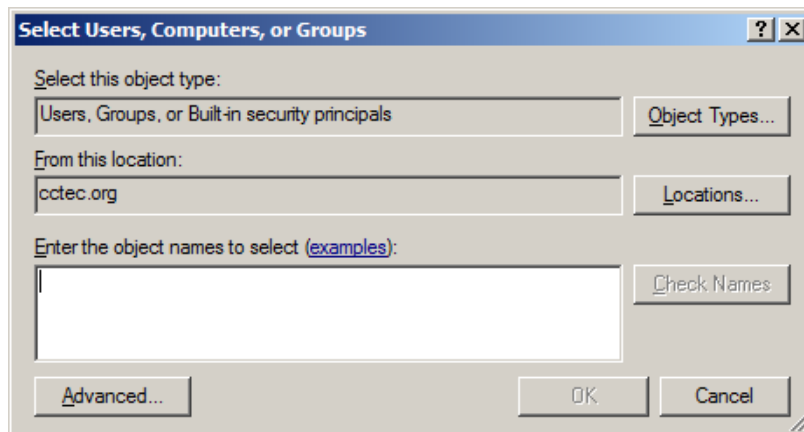 Select Users, Computers, or Groups
Select this object type:
Users, Groups, or Built-in security principals
Object Types...
From this location:
cctec.org
Locations...
Enter the object names to select (examples):
Check Names
Advanced...
OK
Cancel